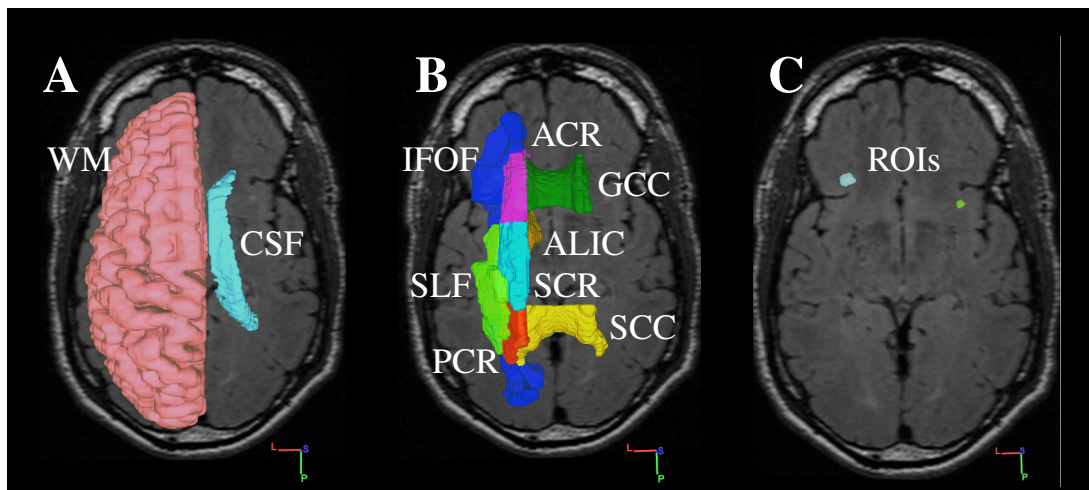 A
WM
CSF
L S
P
B
ACR
IFOF
GCC
ALIC
SLF
SCR
SCC
PCR
L S
P
C
ROIs
L S
P